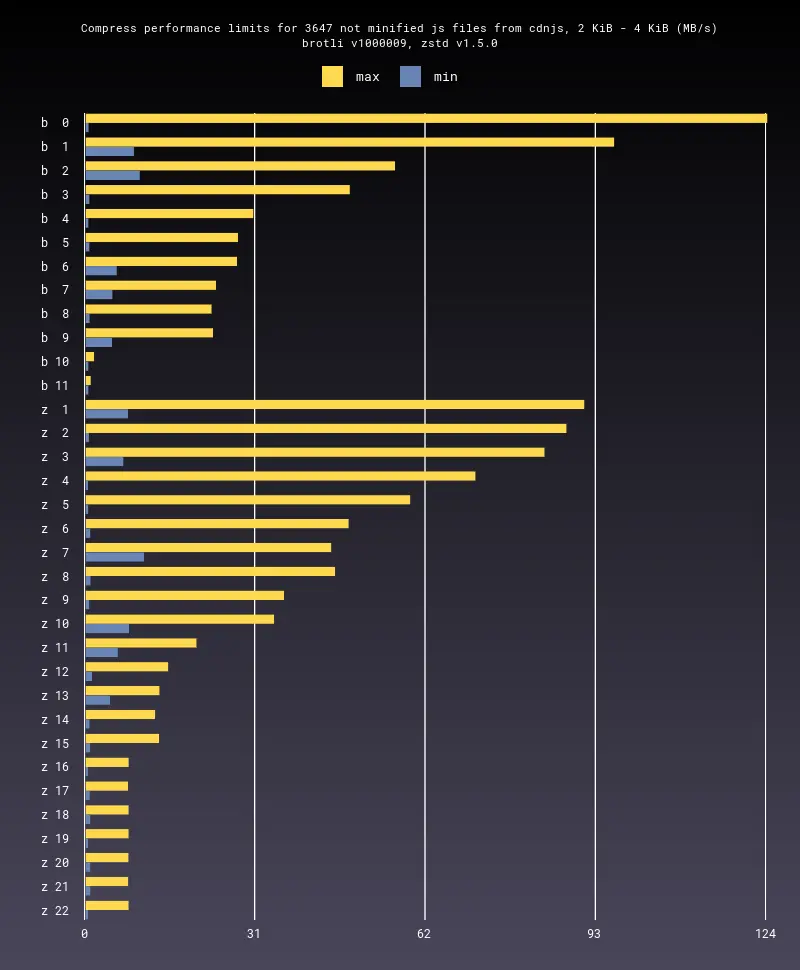 Compress performance limits for 3647 not minified js files from cdnjs, 2 KiB - 4 KiB (MB/s)
brotli v1000009, zstd v1.5.0
max min
b 0
b 1
b 2
b 3
b 4
b 5
b 6
b 7
b 8
b 9
b 10
b 11
z 1
z 2
z 3
z 4
z 5
z 6
z 7
z 8
z 9
z 10
z 11
z 12
z 13
z 14
z 15
z 16
z 17
z 18
z 19
z 20
z 21
z 22
0 31 62 93 124